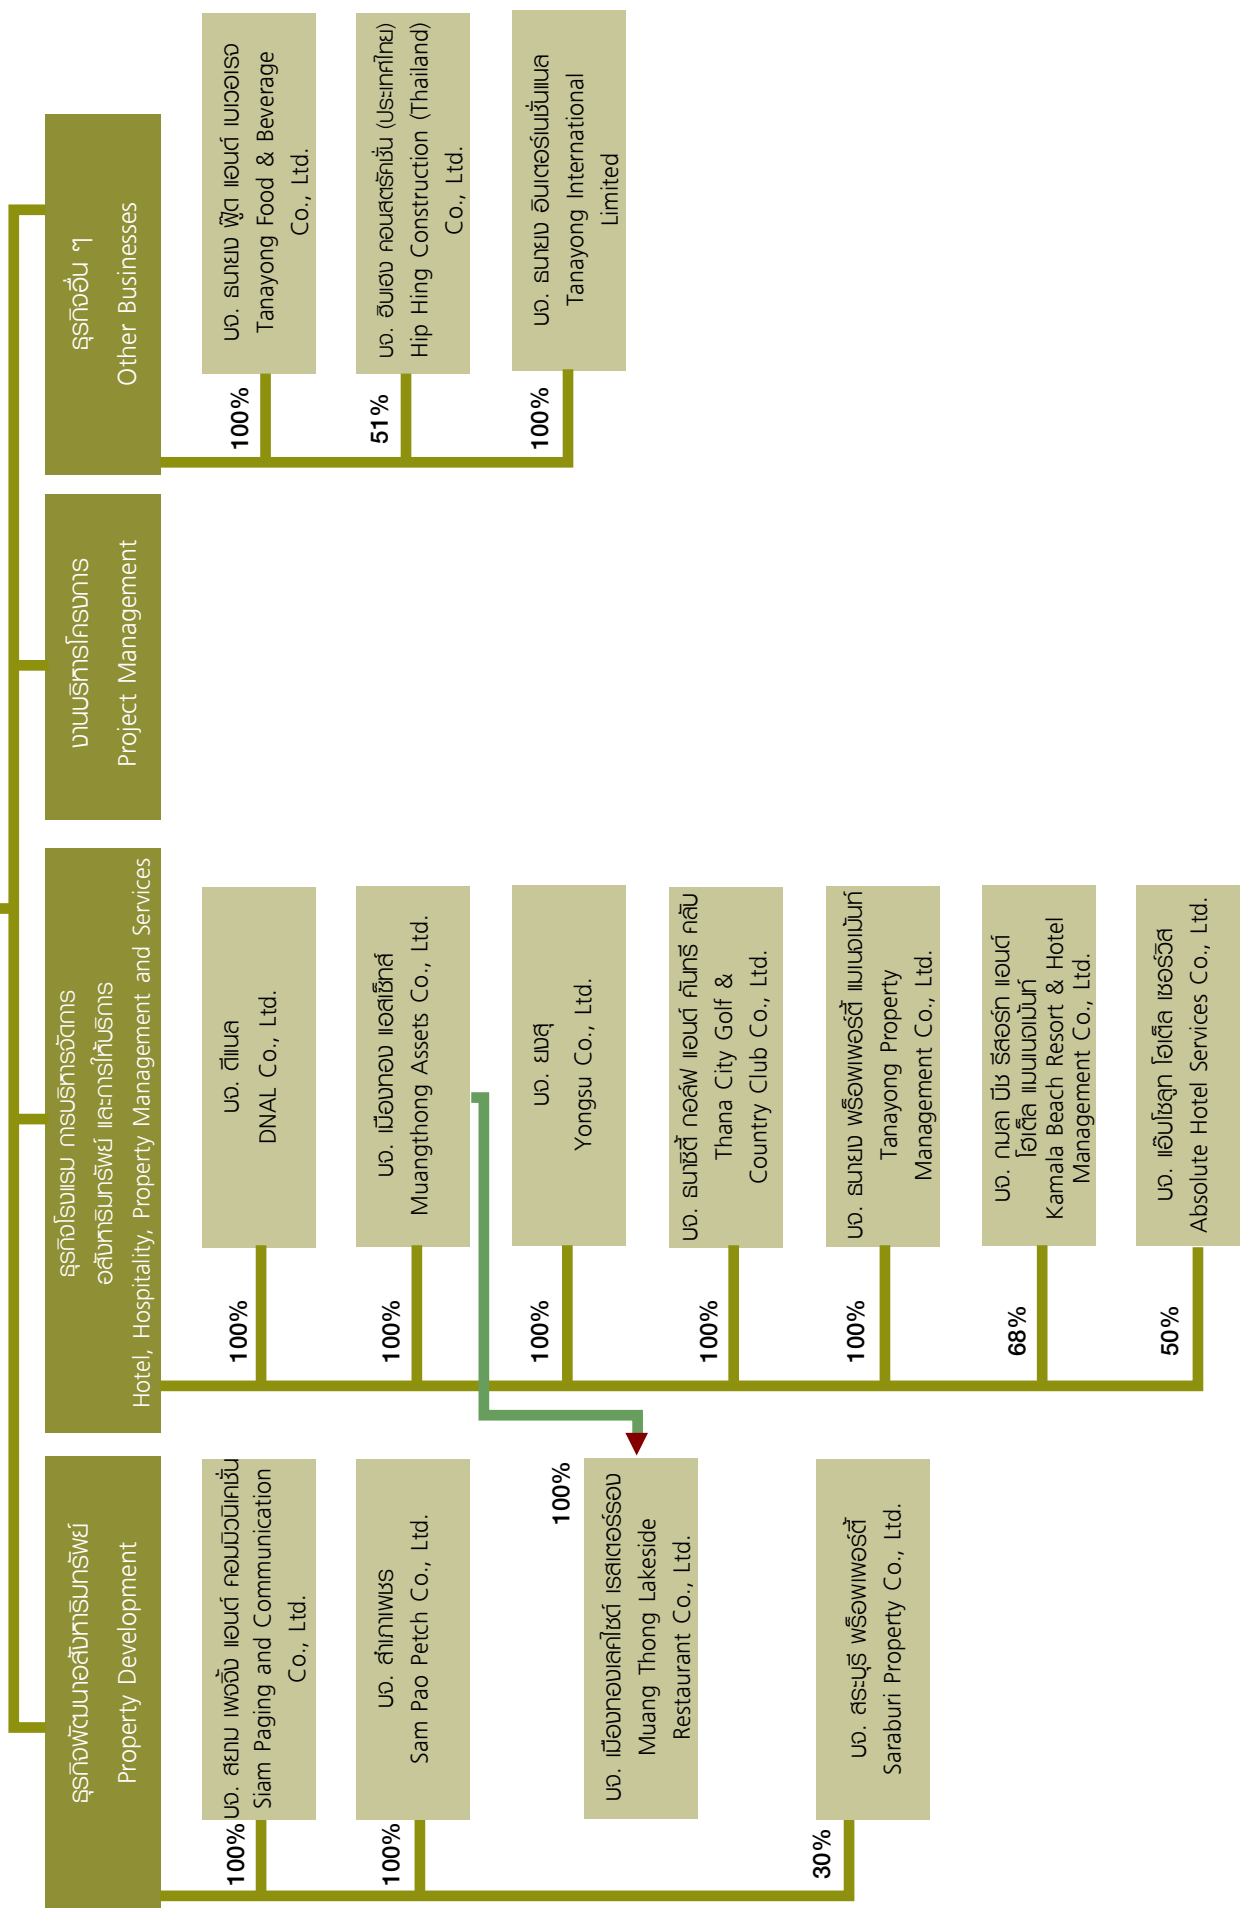 ธุรกิจพัฒนาอสังหาริมทรัพย์
Property Development
100%
บจ. สยาม เพจจิ้ง แอนด์ คอมมิวนิเคชั่น
Siam Paging and Communication
Co., Ltd.
100%
บจ. สำเภาเพชร
Sam Pao Petch Co., Ltd.
100%
บจ. เมืองทองเลคไซด์ เรสเตอร์รอง
Muang Thong Lakeside
Restaurant Co., Ltd.
30%
บจ. สระบุรี พร็อพเพอร์ตี้
Saraburi Property Co., Ltd.
ธุรกิจโรงแรม การบริหารจัดการ
อสังหาริมทรัพย์ และการให้บริการ
Hotel, Hospitality, Property Management and Services
100%
บจ. ดีแนล
DNAL Co., Ltd.
100%
บจ. เมืองทอง แอสเซ็ทส์
Muangthong Assets Co., Ltd.
100%
บจ. ยงสุ
Yongsu Co., Ltd.
100%
บจ. ธนาซิตี้ กอล์ฟ แอนด์ คันทรี คลับ
Thana City Golf &
Country Club Co., Ltd.
100%
บจ. ธนายง พร็อพเพอร์ตี้ แมเนจเม้นท์
Tanayong Property
Management Co., Ltd.
68%
บจ. กมลา บีช รีสอร์ท แอนด์
โฮเต็ล แมนเนจเม้นท์
Kamala Beach Resort & Hotel
Management Co., Ltd.
50%
บจ. แอ๊บโซลูท โฮเต็ล เซอร์วิส
Absolute Hotel Services Co., Ltd.
งานบริหารโครงการ
Project Management
ธุรกิจอื่น ๆ
Other Businesses
100%
บจ. ธนายง ฟู้ด แอนด์ เบเวอเรจ
Tanayong Food & Beverage
Co., Ltd.
51%
บจ. ฮิบเฮง คอนสตรัคชั่น (ประเทศไทย)
Hip Hing Construction (Thailand)
Co., Ltd.
100%
บจ. ธนายง อินเตอร์เนชั่นแนล
Tanayong International
Limited